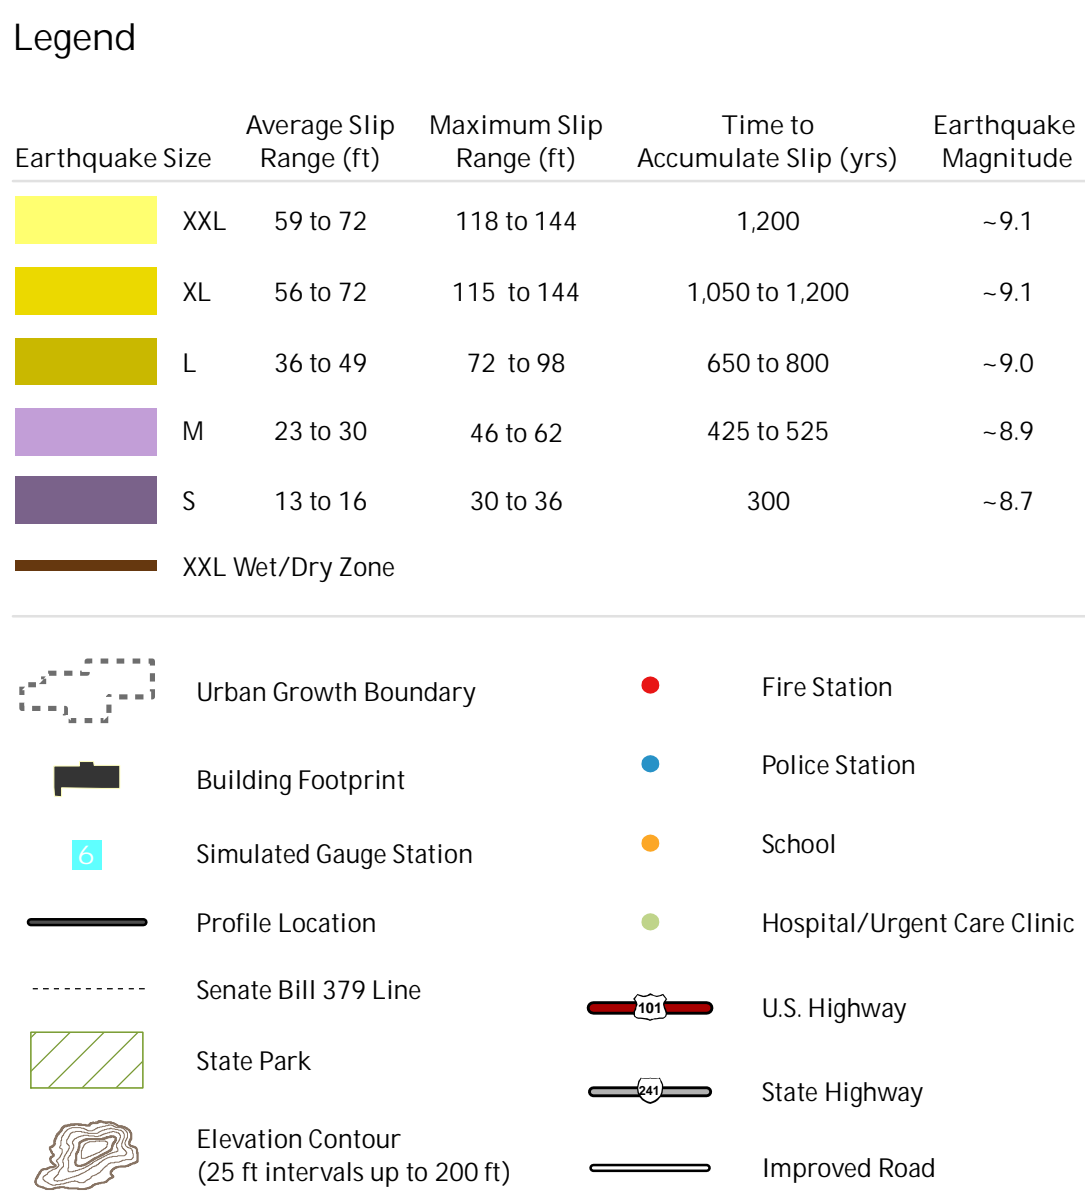 Legend
Average Slip Maximum Slip Time to Earthquake
Earthquake Size Range (ft) Range (ft) Accumulate Slip (yrs) Magnitude
XXL 59 to 72 118 to 144 1,200 ~9.1
XL 56 to 72 115 to 144 1,050 to 1,200 ~9.1
L 36 to 49 72 to 98 650 to 800 ~9.0
M 23 to 30 46 to 62 425 to 525 ~8.9
S 13 to 16 30 to 36 300 ~8.7
XXL Wet/Dry Zone
Urban Growth Boundary
Building Footprint
6 Simulated Gauge Station
Profile Location
Senate Bill 379 Line
State Park
Elevation Contour
(25 ft intervals up to 200 ft)
Fire Station
Police Station
School
Hospital/Urgent Care Clinic
101 U.S. Highway
241 State Highway
Improved Road